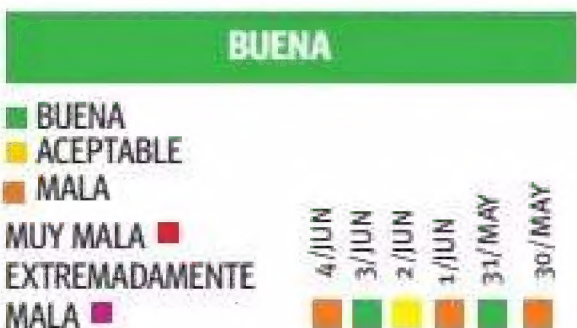 BUENA
BUENA
ACEPTABLE
MALA
MUY MALA
EXTREMADAMENTE
MALA
4/JUN
3/JUN
2/JUN
1/JUN
31/MAY
30/MAY